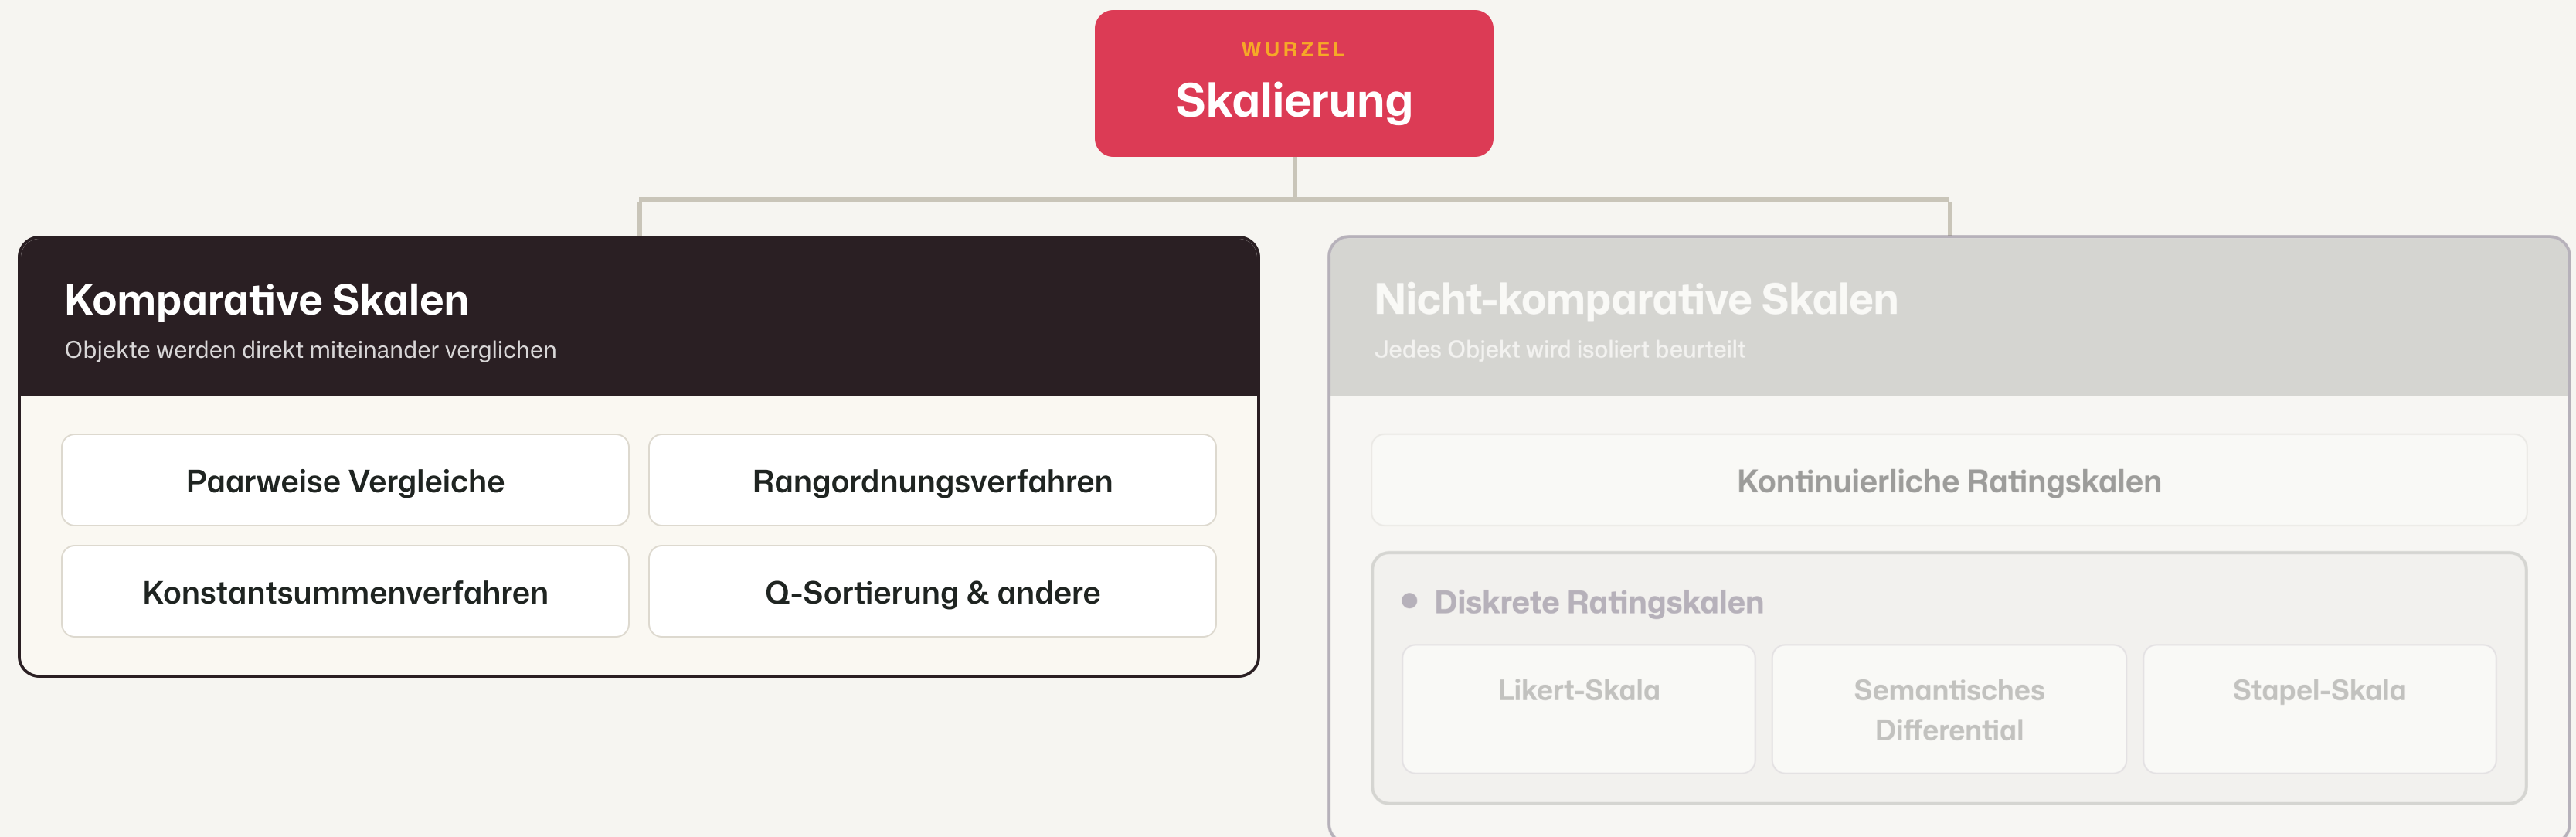 WURZEL
Skalierung
Komparative Skalen
Objekte werden direkt miteinander verglichen
Paarweise Vergleiche
Rangordnungsverfahren
Konstantsummenverfahren
Q-Sortierung & andere
Nicht-komparative Skalen
Jedes Objekt wird isoliert beurteilt
Kontinuierliche Ratingskalen
Diskrete Ratingskalen
Likert-Skala
Semantisches
Differential
Stapel-Skala